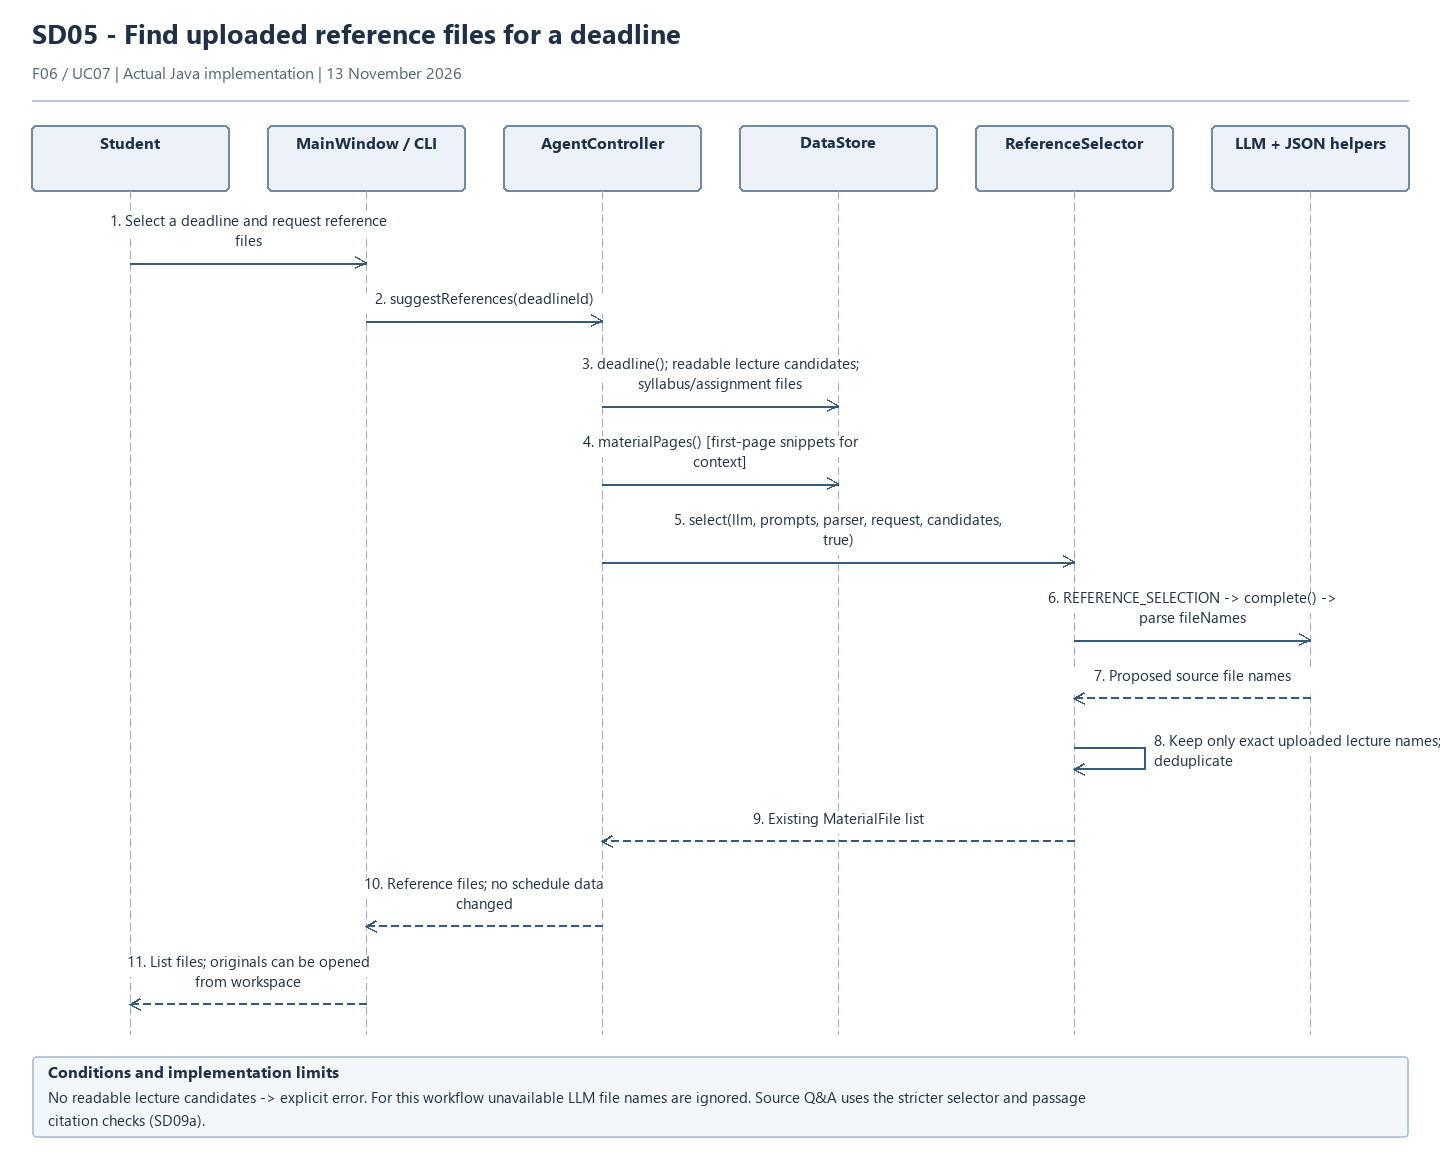 SD05 - Find uploaded reference files for a deadline
F06 / UC07 | Actual Java implementation | 13 November 2026
Student
MainWindow / CLI
AgentController
DataStore
ReferenceSelector
LLM + JSON helpers
1. Select a deadline and request reference
files
2. suggestReferences(deadlineId)
3. deadline(); readable lecture candidates;
syllabus/assignment files
4. materialPages() [first-page snippets for
context]
5. select(llm, prompts, parser, request, candidates,
true)
6. REFERENCE_SELECTION -> complete() ->
parse fileNames
7. Proposed source file names
8. Keep only exact uploaded lecture names;
deduplicate
9. Existing MaterialFile list
10. Reference files; no schedule data
changed
11. List files; originals can be opened
from workspace
Conditions and implementation limits
No readable lecture candidates -> explicit error. For this workflow unavailable LLM file names are ignored. Source Q&A uses the stricter selector and passage
citation checks (SD09a).